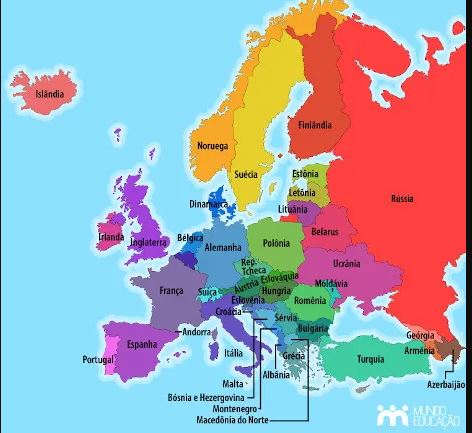 Islândia
Finlândia
Noruega
Suécia
Rússia
Estônia
Letônia
Lituânia
Dinamarca
Irlanda
Inglaterra
Bélgica
Alemanha
Polônia
Belarus
Ucrânia
Rep.
Tcheca
Eslováquia
Moldávia
França
Suíça
Áustria
Hungria
Eslovênia
Romênia
Croácia
Sérvia
Bulgária
Geórgia
Andorra
Espanha
Portugal
Itália
Grécia
Turquia
Armênia
Albânia
Azerbaijão
Malta
Bósnia e Hezergovina
Montenegro
Macedônia do Norte
MUNDO
EDUCAÇÃO